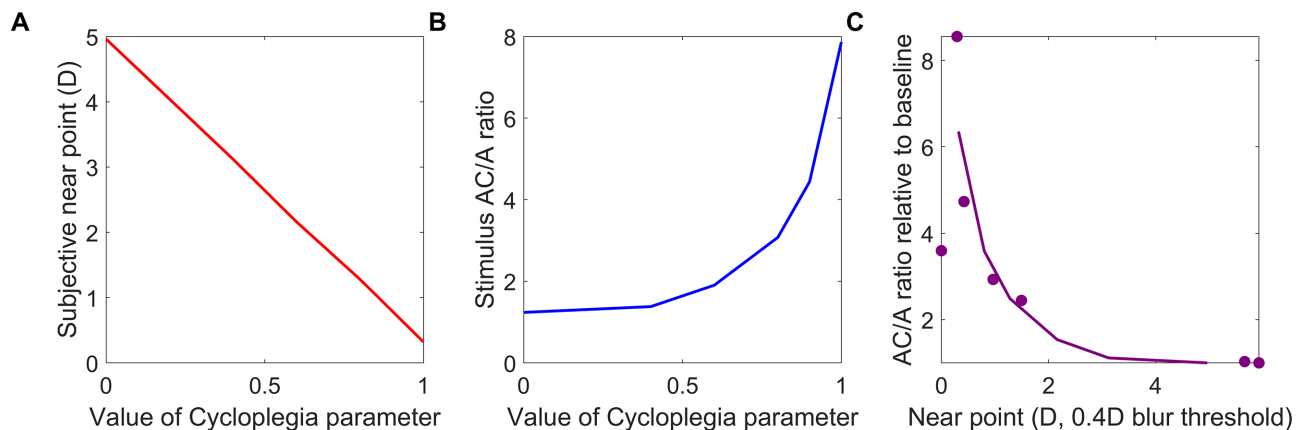 A
Subjective near point (D)
5
4
3
2
1
0
0
0.5
1
Value of Cycloplegia parameter
B
Stimulus AC/A ratio
8
6
4
2
0
0
0.5
1
Value of Cycloplegia parameter
C
AC/A ratio relative to baseline
8
6
4
2
0
2
4
Near point (D, 0.4D blur threshold)